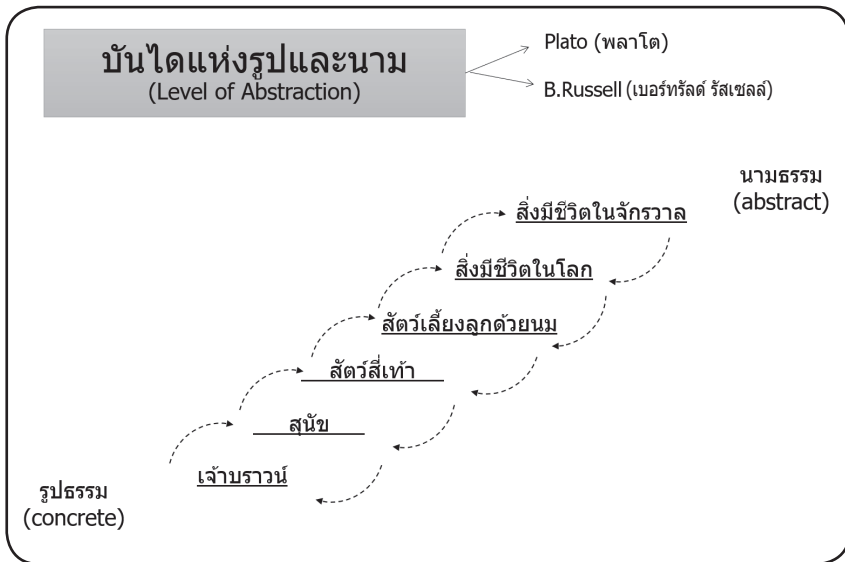 บันไดแห่งรูปและนาม
(Level of Abstraction)
Plato (พลาโต)
B.Russell (เบอร์ทรัลด์ รัสเซลล์)
นามธรรม
(abstract)
สิ่งมีชีวิตในจักรวาล
สิ่งมีชีวิตในโลก
สัตว์เลี้ยงลูกด้วยนม
สัตว์สี่เท้า
สุนัข
เจ้าบราวน์
รูปธรรม
(concrete)